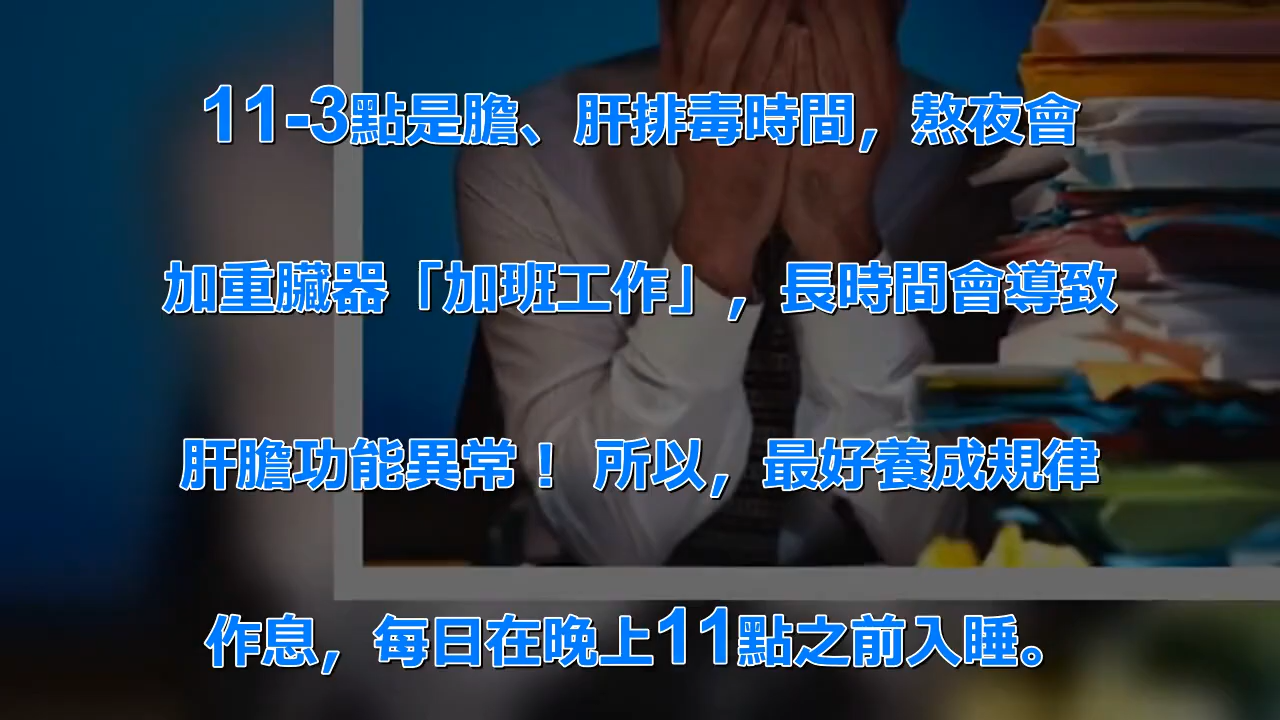 11-3點是膽、肝排毒時間，熬夜會
加重臟器「加班工作」，長時間會導致
肝膽功能異常！ 所以，最好養成規律
作息，每日在晚上11點之前入睡。